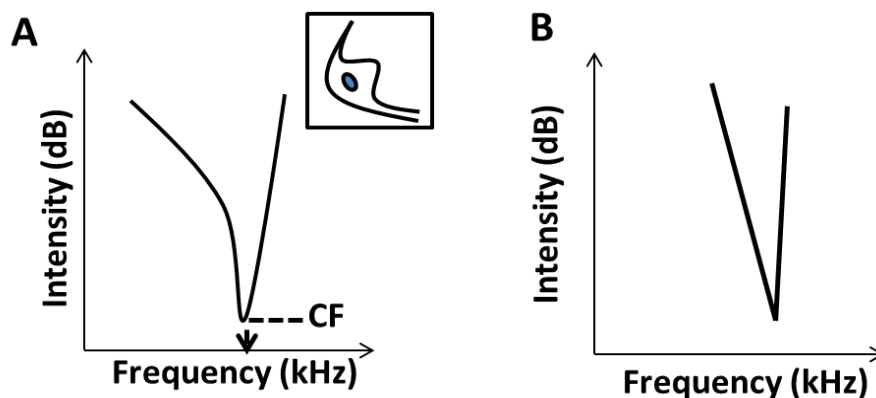 A
Intensity (dB)
CF
Frequency (kHz)
B
Intensity (dB)
Frequency (kHz)